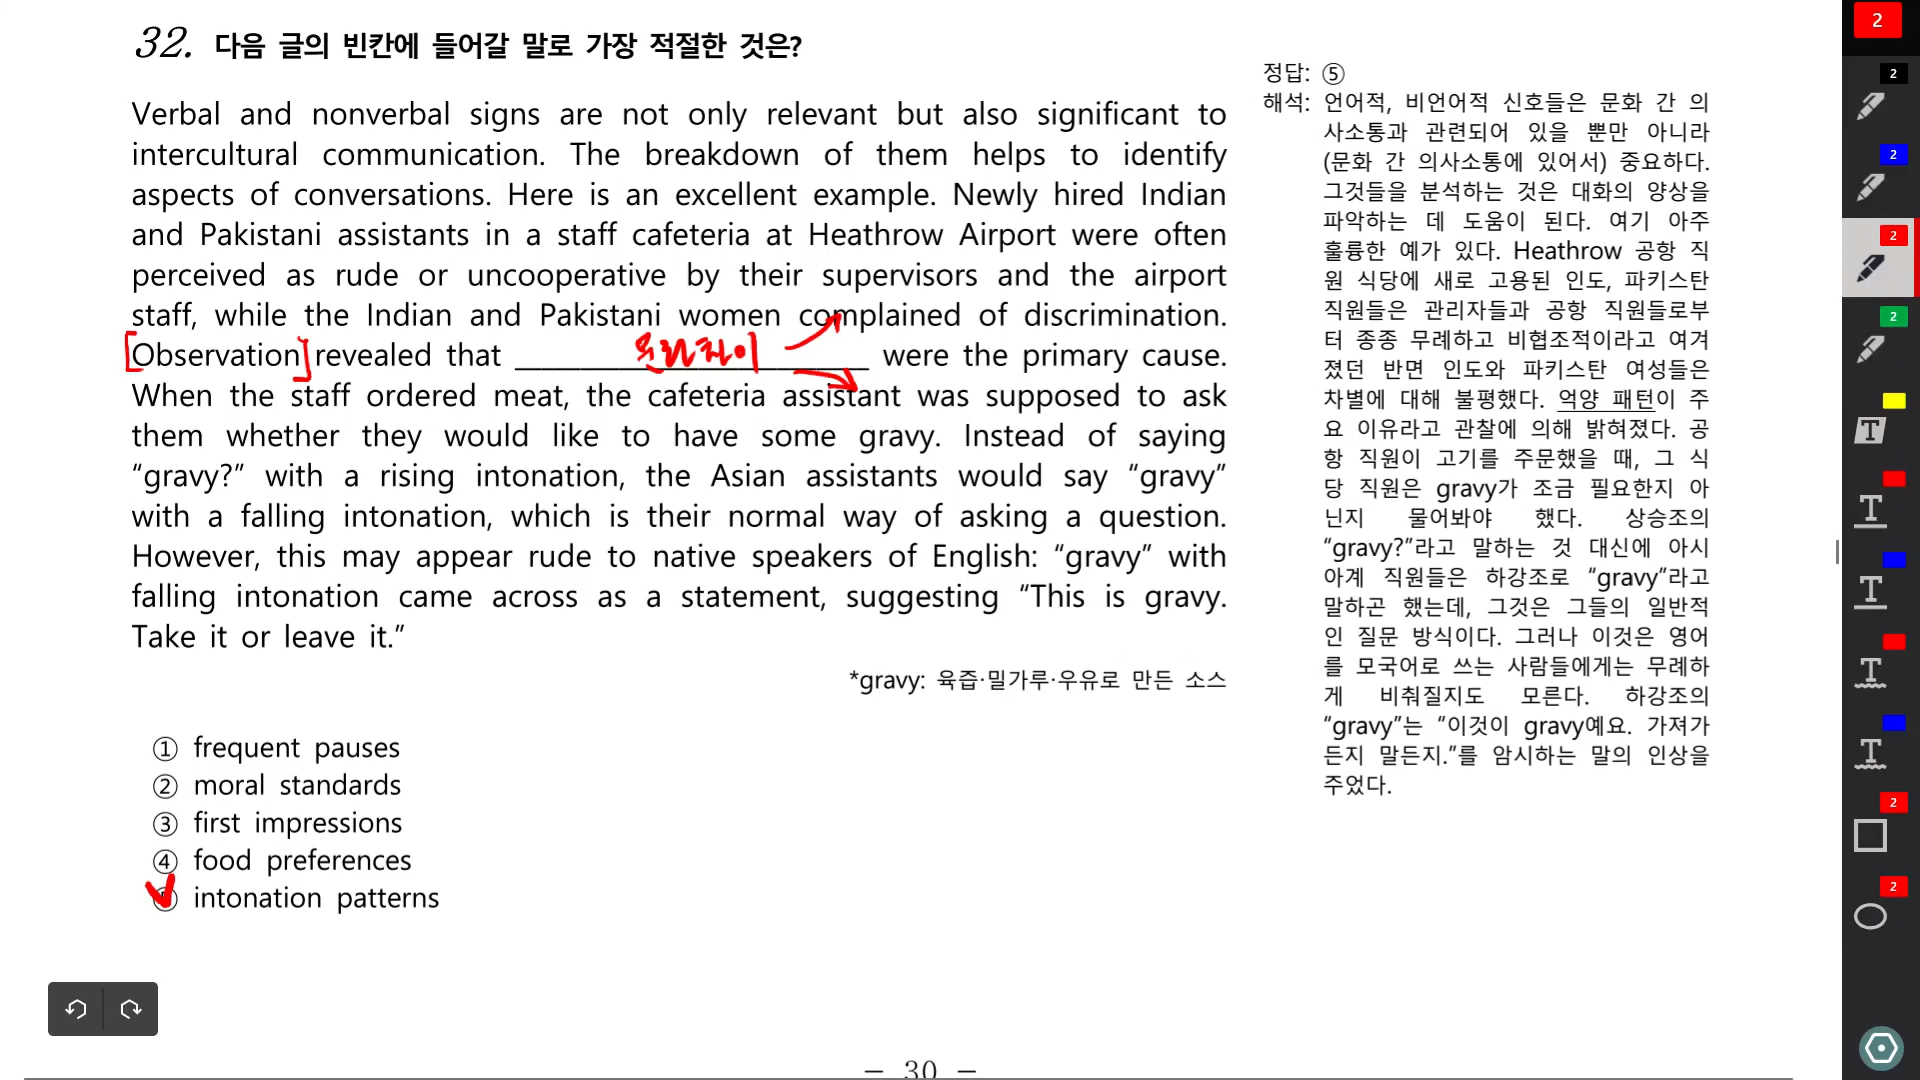 32. 다음 글의 빈칸에 들어갈 말로 가장 적절한 것은?
Verbal and nonverbal signs are not only relevant but also significant to
intercultural communication. The breakdown of them helps to identify
aspects of conversations. Here is an excellent example. Newly hired Indian
and Pakistani assistants in a staff cafeteria at Heathrow Airport were often
perceived as rude or uncooperative by their supervisors and the airport
staff, while the Indian and Pakistani women complained of discrimination.
[Observation] revealed that 문화차이 were the primary cause.
When the staff ordered meat, the cafeteria assistant was supposed to ask
them whether they would like to have some gravy. Instead of saying
“gravy?” with a rising intonation, the Asian assistants would say “gravy”
with a falling intonation, which is their normal way of asking a question.
However, this may appear rude to native speakers of English: “gravy” with
falling intonation came across as a statement, suggesting “This is gravy.
Take it or leave it.”
*gravy: 육즙·밀가루·우유로 만든 소스
① frequent pauses
② moral standards
③ first impressions
④ food preferences
⑤ intonation patterns
정답: ⑤
해석: 언어적, 비언어적 신호들은 문화 간 의
사소통과 관련되어 있을 뿐만 아니라
(문화 간 의사소통에 있어서) 중요하다.
그것들을 분석하는 것은 대화의 양상을
파악하는 데 도움이 된다. 여기 아주
훌륭한 예가 있다. Heathrow 공항 직
원 식당에 새로 고용된 인도, 파키스탄
직원들은 관리자들과 공항 직원들로부
터 종종 무례하고 비협조적이라고 여겨
졌던 반면 인도와 파키스탄 여성들은
차별에 대해 불평했다. 억양 패턴이 주
요 이유라고 관찰에 의해 밝혀졌다. 공
항 직원이 고기를 주문했을 때, 그 식
당 직원은 gravy가 조금 필요한지 아
닌지 물어봐야 했다. 상승조의
“gravy?”라고 말하는 것 대신에 아시
아계 직원들은 하강조로 “gravy”라고
말하곤 했는데, 그것은 그들의 일반적
인 질문 방식이다. 그러나 이것은 영어
를 모국어로 쓰는 사람들에게는 무례하
게 비춰질지도 모른다. 하강조의
“gravy”는 “이것이 gravy예요. 가져가
든지 말든지.”를 암시하는 말의 인상을
주었다.
- 30 -
2
2
2
2
2
T
T
T
T
T
2
2